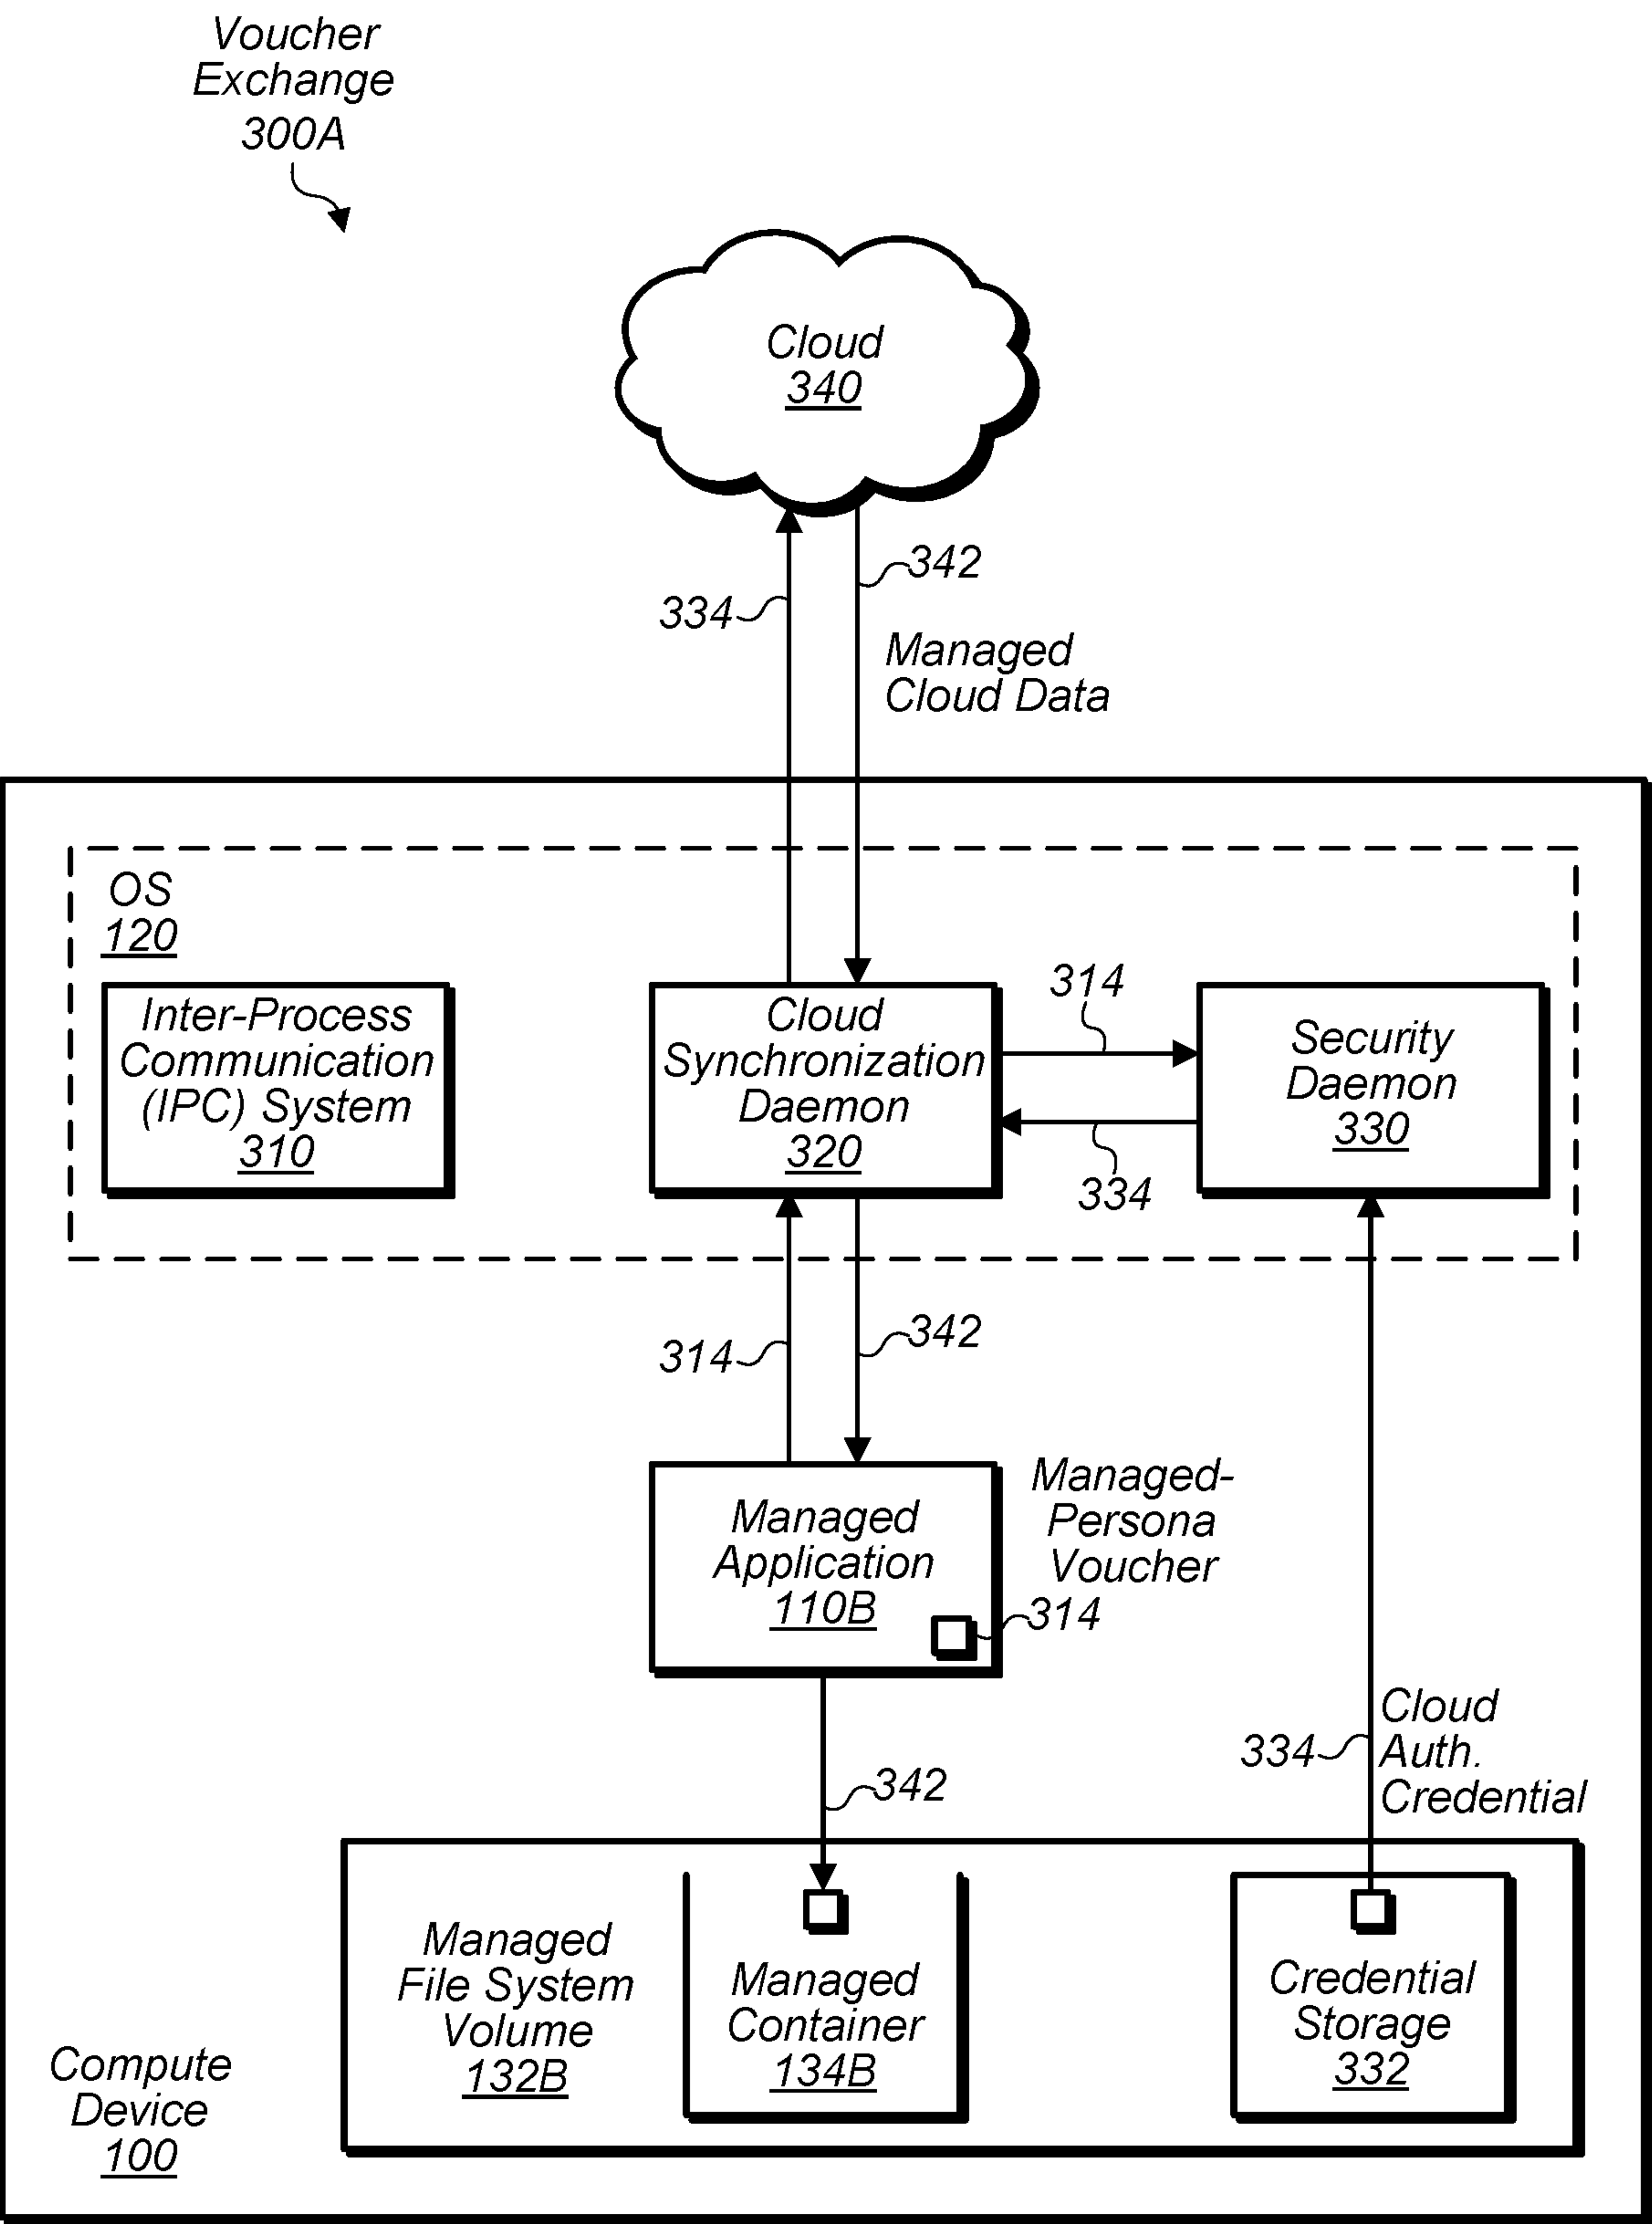 Voucher
Exchange
300A
Cloud
340
342
334
Managed
Cloud Data
OS
120
Inter-Process
Communication
(IPC) System
310
Cloud
Synchronization
Daemon
320
314
334
Security
Daemon
330
314
342
Managed
Application
110B
Managed-
Persona
Voucher
314
342
334
Cloud
Auth.
Credential
Managed
File System
Volume
132B
Managed
Container
134B
Credential
Storage
332
Compute
Device
100